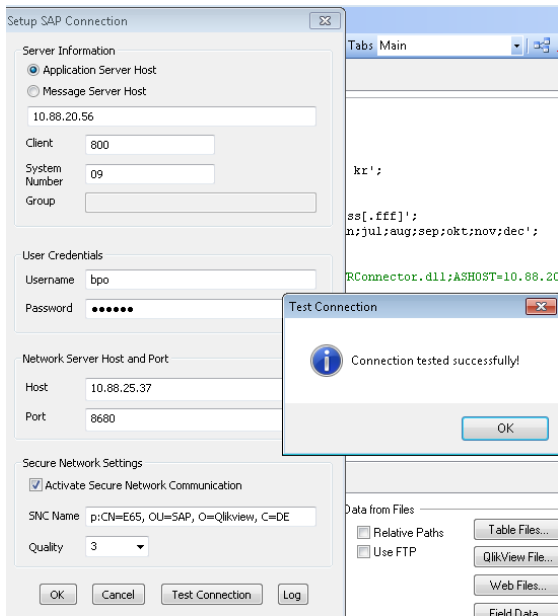 Setup SAP Connection
Server Information
Application Server Host
Message Server Host
10.88.20.56
Client 800
System Number 09
Group
User Credentials
Username bpo
Password ••••••
Network Server Host and Port
Host 10.88.25.37
Port 8680
Secure Network Settings
Activate Secure Network Communication
SNC Name p:CN=E65, OU=SAP, O=Qlikview, C=DE
Quality 3
OK Cancel Test Connection Log
Tabs Main
kr';
ss[.fff]';
n;jul;aug;sep;okt;nov;dec';
RConnector.dll;ASHOST=10.88.20
Test Connection
Connection tested successfully!
OK
Data from Files
Relative Paths
Use FTP
Table Files...
QlikView File...
Web Files...
Field Data...